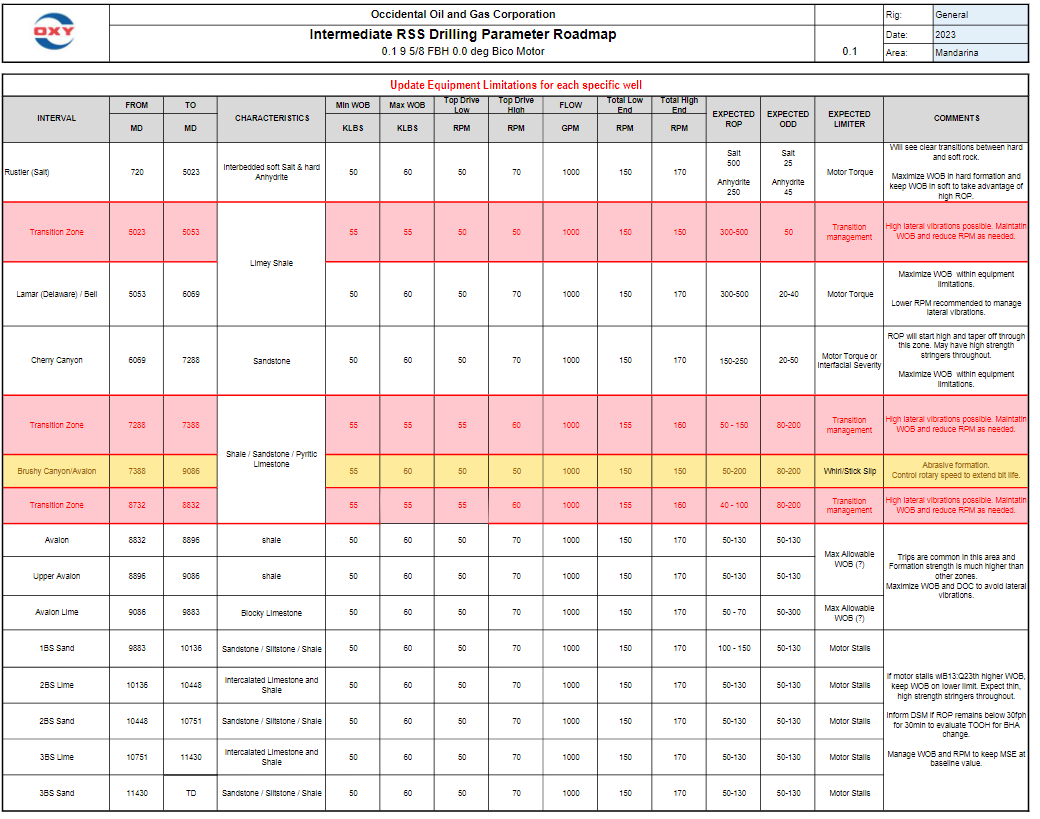 OXY
Occidental Oil and Gas Corporation
Intermediate RSS Drilling Parameter Roadmap
0.1 9 5/8 FBH 0.0 deg Bico Motor
0.1
Rig: General
Date: 2023
Area: Mandarina
Update Equipment Limitations for each specific well
INTERVAL FROM TO CHARACTERISTICS Min WOB Max WOB Top Drive Low Top Drive High FLOW Total Low End Total High End EXPECTED ROP EXPECTED ODD EXPECTED LIMITER COMMENTS
MD MD KLBS KLBS RPM RPM GPM RPM RPM
Rustler (Salt) 720 5023 Interbedded soft Salt & hard Anhydrite 50 60 50 70 1000 150 170 Salt 500 Anhydrite 250 Salt 25 Anhydrite 45 Motor Torque
Will see clear transitions between hard
and soft rock.
Maximize WOB in hard formation and
keep WOB in soft to take advantage of
high ROP.
Transition Zone 5023 5053 55 55 50 50 1000 150 150 300-500 50 Transition management
High lateral vibrations possible. Maintatin
WOB and reduce RPM as needed.
Limey Shale
Lamar (Delaware) / Bell 5053 6069 50 60 50 70 1000 150 170 300-500 20-40 Motor Torque
Maximize WOB within equipment
limitations.
Lower RPM recommended to manage
lateral vibrations.
Cherry Canyon 6069 7288 Sandstone 50 60 50 70 1000 150 170 150-250 20-50 Motor Torque or Interfacial Severity
ROP will start high and taper off through
this zone. May have high strength
stringers throughout.
Maximize WOB within equipment
limitations.
Transition Zone 7288 7388 55 55 55 60 1000 155 160 50 - 150 80-200 Transition management
High lateral vibrations possible. Maintatin
WOB and reduce RPM as needed.
Shale / Sandstone / Pyritic
Limestone
Brushy Canyon/Avalon 7388 9086 55 60 50 50 1000 150 150 50-200 80-200 Whirl/Stick Slip
Abrasive formation.
Control rotary speed to extend bit life.
Transition Zone 8732 8832 55 55 55 60 1000 155 160 40 - 100 80-200 Transition management
High lateral vibrations possible. Maintatin
WOB and reduce RPM as needed.
Avalon 8832 8896 shale 50 60 50 70 1000 150 170 50-130 50-130
Max Allowable
WOB (?)
Upper Avalon 8896 9086 shale 50 60 50 70 1000 150 170 50-130 50-130
Trips are common in this area and
Formation strength is much higher than
other zones.
Maximize WOB and DOC to avoid lateral
vibrations.
Avalon Lime 9086 9883 Blocky Limestone 50 60 50 70 1000 150 170 50 - 70 50-300 Max Allowable WOB (?)
1BS Sand 9883 10136 Sandstone / Siltstone / Shale 50 60 50 70 1000 150 170 100 - 150 50-130 Motor Stalls
2BS Lime 10136 10448 Intercalated Limestone and Shale 50 60 50 70 1000 150 170 50-130 50-130 Motor Stalls
2BS Sand 10448 10751 Sandstone / Siltstone / Shale 50 60 50 70 1000 150 170 50-130 50-130 Motor Stalls
3BS Lime 10751 11430 Intercalated Limestone and Shale 50 60 50 70 1000 150 170 50-130 50-130 Motor Stalls
3BS Sand 11430 TD Sandstone / Siltstone / Shale 50 60 50 70 1000 150 170 50-130 50-130 Motor Stalls
If motor stalls wiB13:Q23th higher WOB,
keep WOB on lower limit. Expect thin,
high strength stringers throughout.
Inform DSM if ROP remains below 30fph
for 30min to evaluate TOOH for BHA
change.
Manage WOB and RPM to keep MSE at
baseline value.